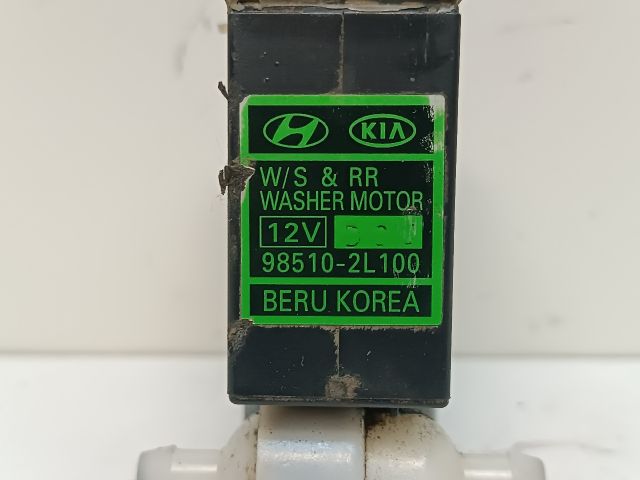 KIA
W/S & RR
WASHER MOTOR
12V
98510-2L100
BERU KOREA